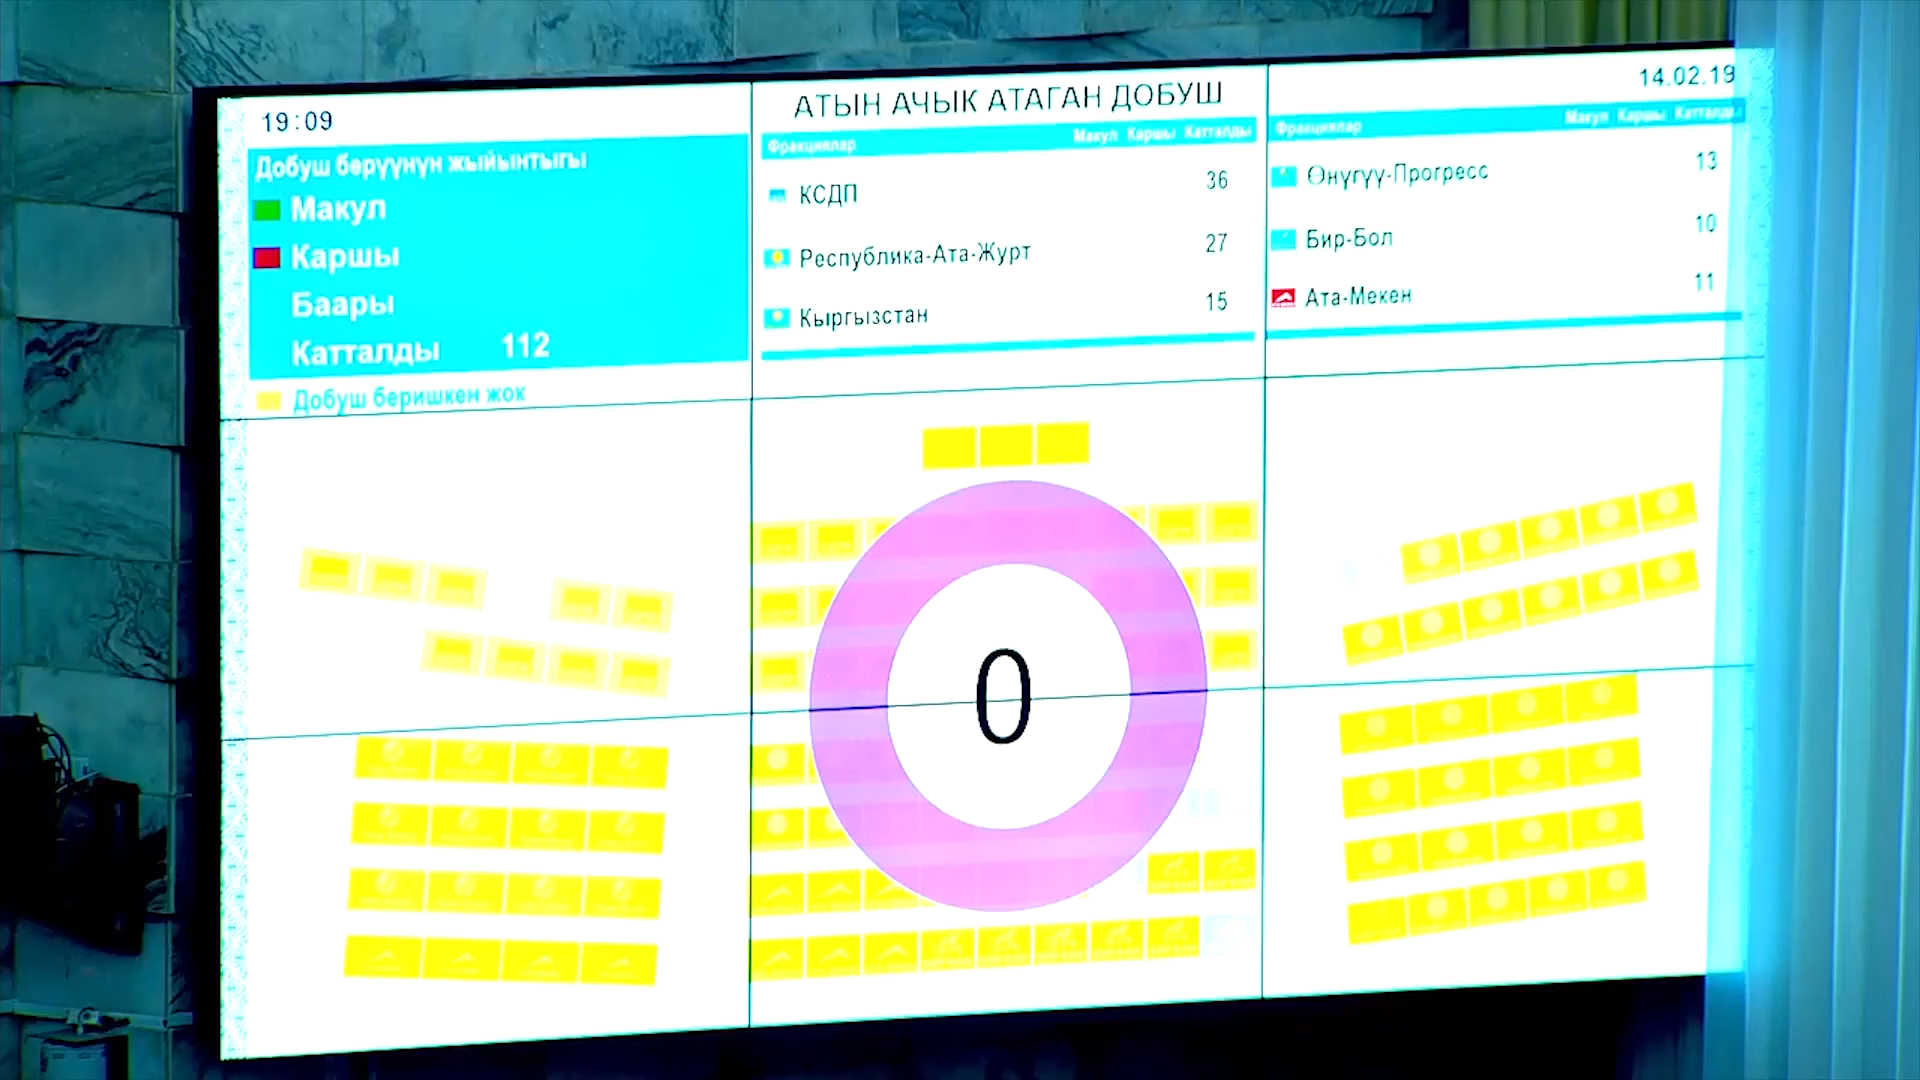 19:09
Добуш берүүнүн жыйынтыгы
Макул
Каршы
Баары
Катталды 112
Добуш беришкен жок
АТЫН АЧЫК АТАГАН ДОБУШ
Фракциялар Макул Каршы Катталды
КСДП 36
Республика-Ата-Журт 27
Кыргызстан 15
14.02.19
Фракциялар Макул Каршы Катталды
Өнүгүү-Прогресс 13
Бир-Бол 10
Ата-Мекен 11
0